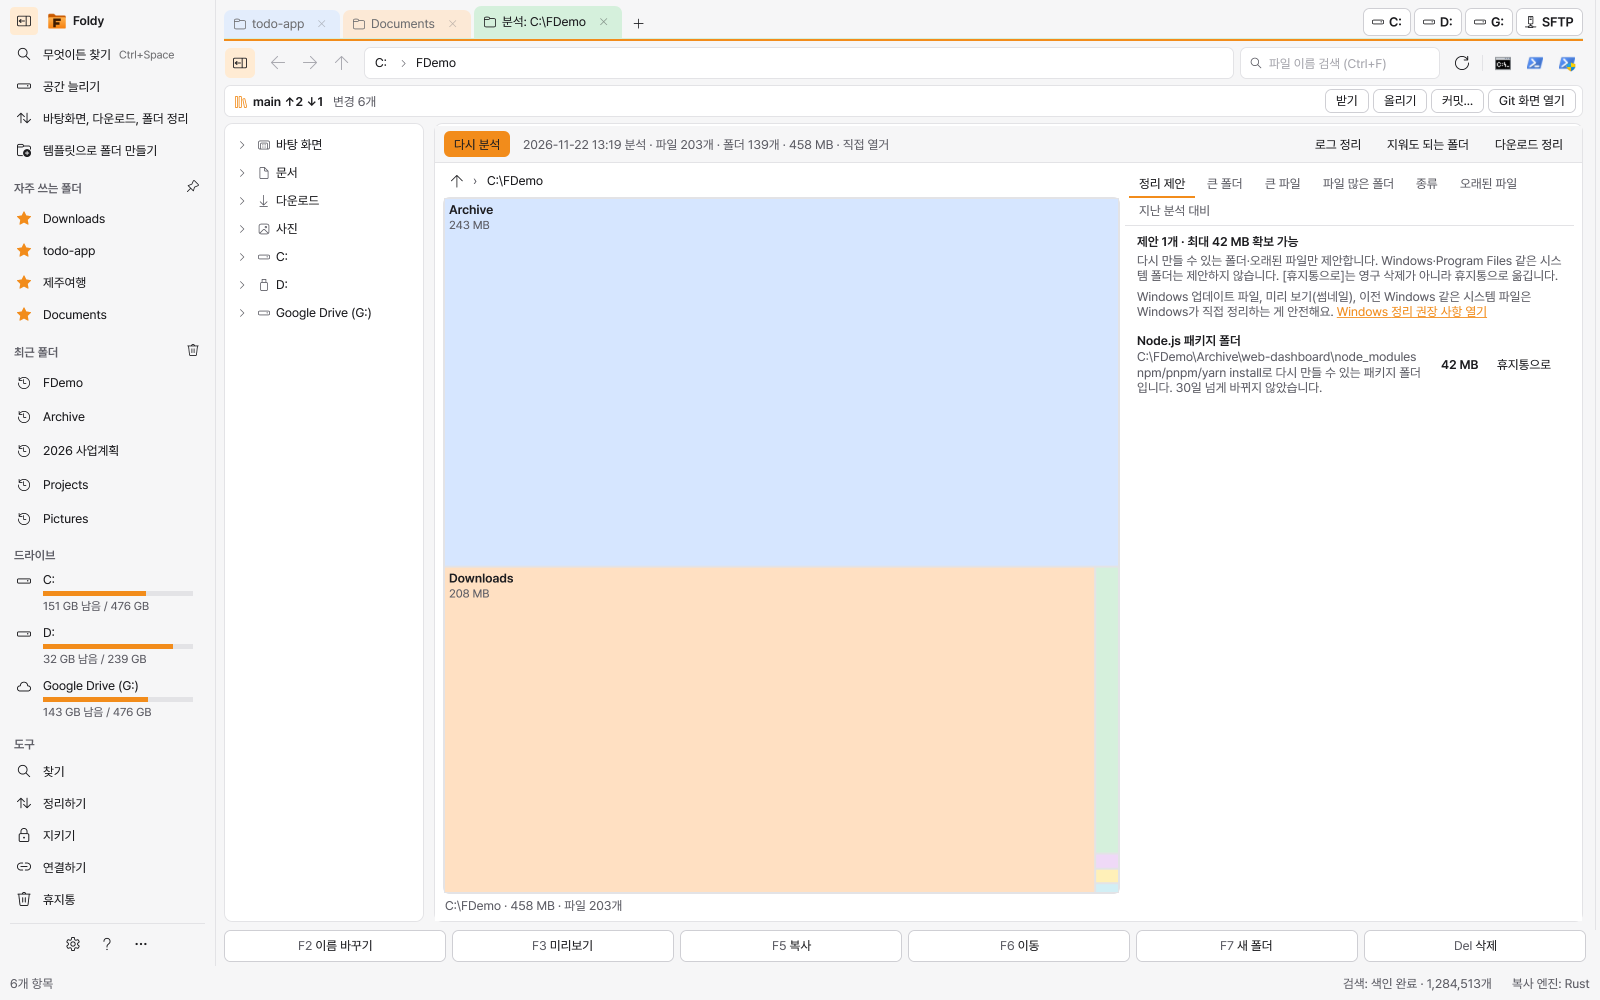 Foldy
무엇이든 찾기 Ctrl+Space
공간 늘리기
바탕화면, 다운로드, 폴더 정리
템플릿으로 폴더 만들기
자주 쓰는 폴더
Downloads
todo-app
제주여행
Documents
최근 폴더
FDemo
Archive
2026 사업계획
Projects
Pictures
드라이브
C:
151 GB 남음 / 476 GB
D:
32 GB 남음 / 239 GB
Google Drive (G:)
143 GB 남음 / 476 GB
도구
찾기
정리하기
지키기
연결하기
휴지통
6개 항목
todo-app
Documents
분석: C:\FDemo
C:
D:
G:
SFTP
C: › FDemo
파일 이름 검색 (Ctrl+F)
main ↑2 ↓1 변경 6개
받기
올리기
커밋...
Git 화면 열기
바탕 화면
문서
다운로드
사진
C:
D:
Google Drive (G:)
다시 분석
2026-11-22 13:19 분석 · 파일 203개 · 폴더 139개 · 458 MB · 직접 열거
로그 정리
지워도 되는 폴더
다운로드 정리
↑ › C:\FDemo
Archive
243 MB
Downloads
208 MB
C:\FDemo · 458 MB · 파일 203개
정리 제안
큰 폴더
큰 파일
파일 많은 폴더
종류
오래된 파일
지난 분석 대비
제안 1개 · 최대 42 MB 확보 가능
다시 만들 수 있는 폴더·오래된 파일만 제안합니다. Windows·Program Files 같은 시스
템 폴더는 제안하지 않습니다. [휴지통으로]는 영구 삭제가 아니라 휴지통으로 옮깁니다.
Windows 업데이트 파일, 미리 보기(썸네일), 이전 Windows 같은 시스템 파일은
Windows가 직접 정리하는 게 안전해요. Windows 정리 권장 사항 열기
Node.js 패키지 폴더
C:\FDemo\Archive\web-dashboard\node_modules
npm/pnpm/yarn install로 다시 만들 수 있는 패키지 폴더
입니다. 30일 넘게 바뀌지 않았습니다.
42 MB
휴지통으로
F2 이름 바꾸기
F3 미리보기
F5 복사
F6 이동
F7 새 폴더
Del 삭제
검색: 색인 완료 · 1,284,513개
복사 엔진: Rust